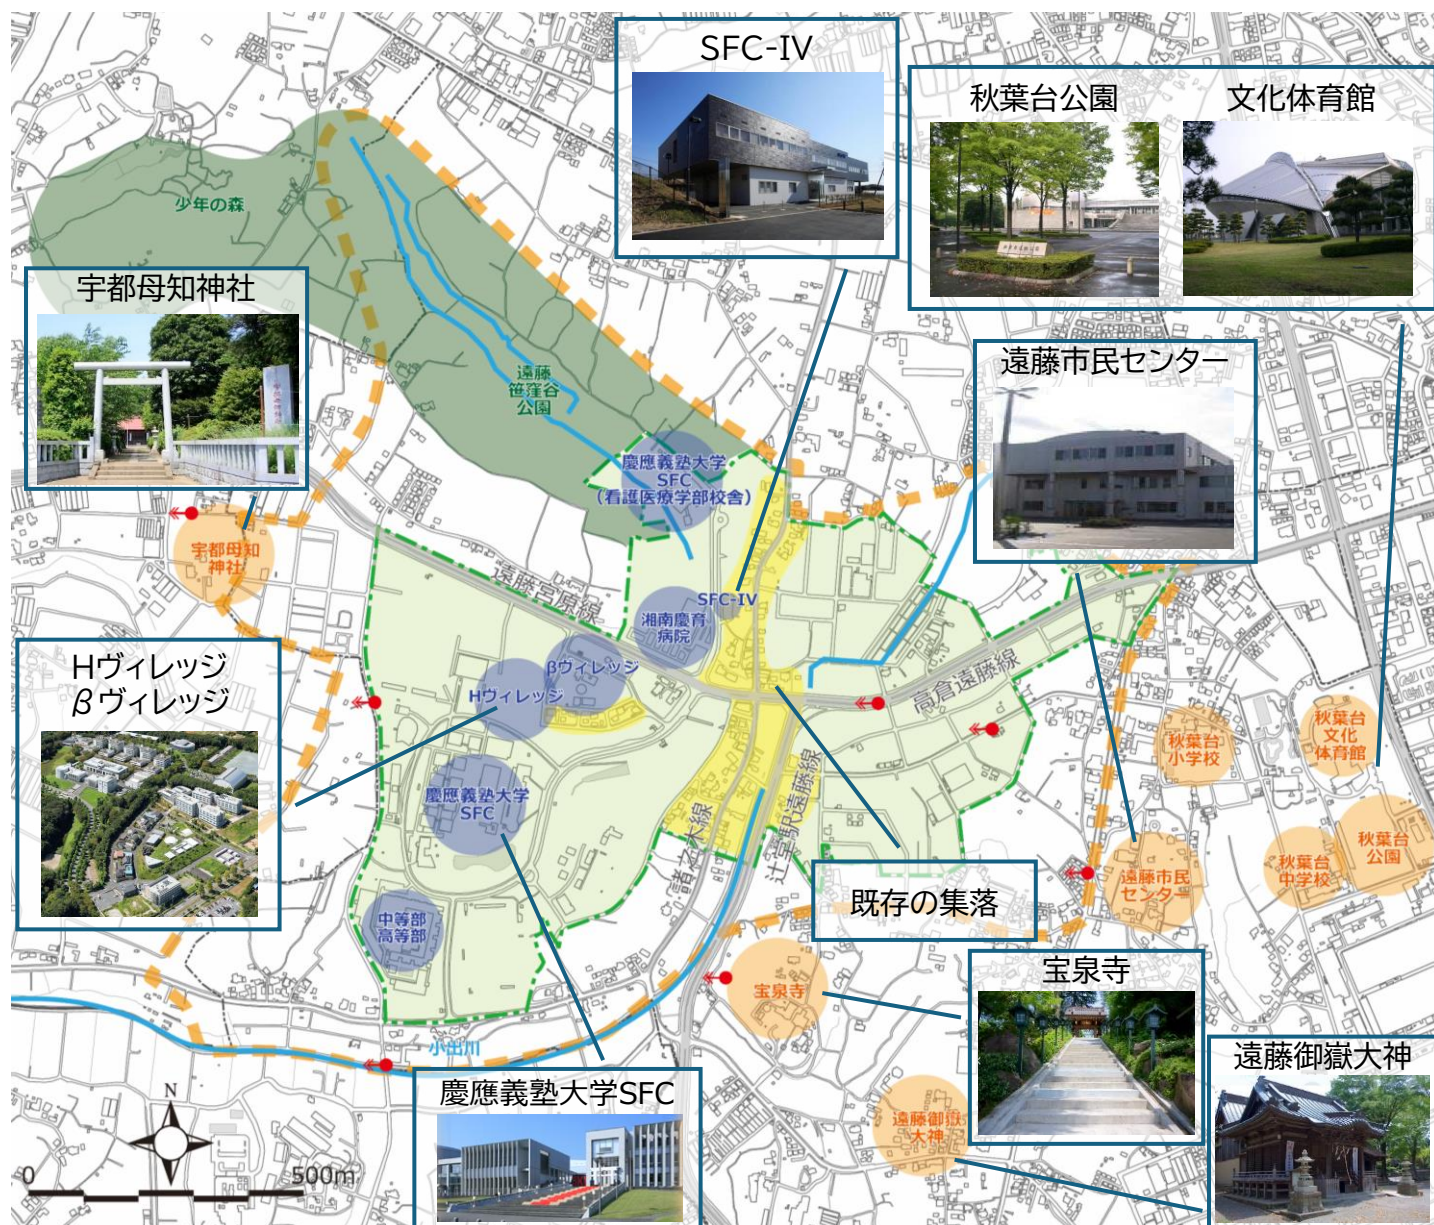 SFC-IV
秋葉台公園
文化体育館
少年の森
宇都母知神社
遠藤市民センター
遠藤
笹窪谷
公園
慶應義塾大学
SFC
（看護医療学部校舎）
宇都母知
神社
遠藤宮原線
SFC-IV
湘南慶育
病院
βヴィレッジ
Hヴィレッジ
Hヴィレッジ
βヴィレッジ
高倉遠藤線
秋葉台
小学校
秋葉台
文化
体育館
慶應義塾大学
SFC
諸之木線
辻堂駅遠藤線
秋葉台
公園
秋葉台
中学校
遠藤市民
センター
既存の集落
中等部
高等部
宝泉寺
宝泉寺
小出川
遠藤御嶽大神
慶應義塾大学SFC
遠藤御嶽
大神
N
0
500m